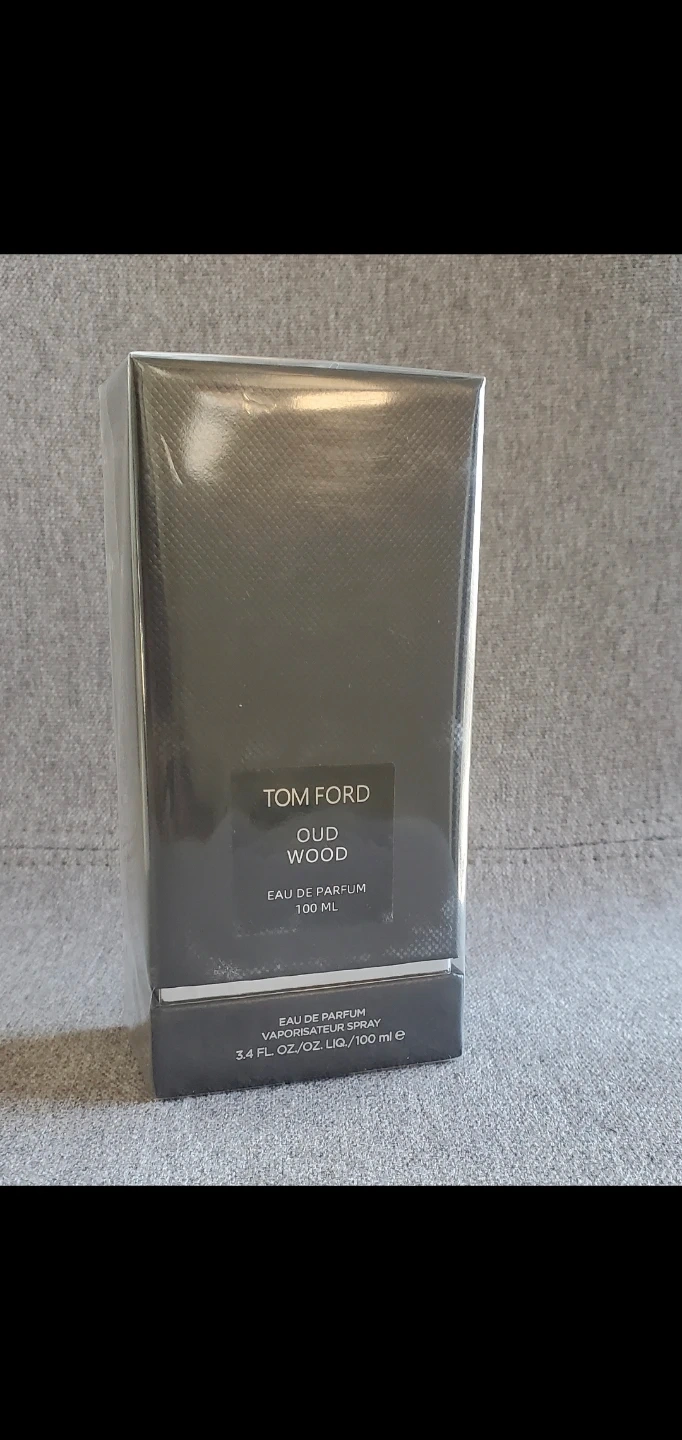 TOM FORD
OUD
WOOD
EAU DE PARFUM
100 ML
EAU DE PARFUM
VAPORISATEUR SPRAY
3.4 FL. OZ./OZ. LIQ./100 ml ℮